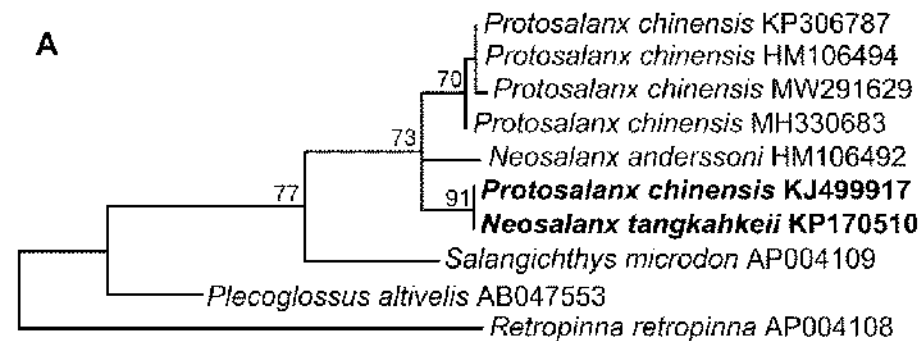 A
Protosalanx chinensis KP306787
Protosalanx chinensis HM106494
70
Protosalanx chinensis MW291629
Protosalanx chinensis MH330683
73
Neosalanx anderssoni HM106492
Protosalanx chinensis KJ499917
77
91
Neosalanx tangkahkeii KP170510
Salangichthys microdon AP004109
Plecoglossus altivelis AB047553
Retropinna retropinna AP004108